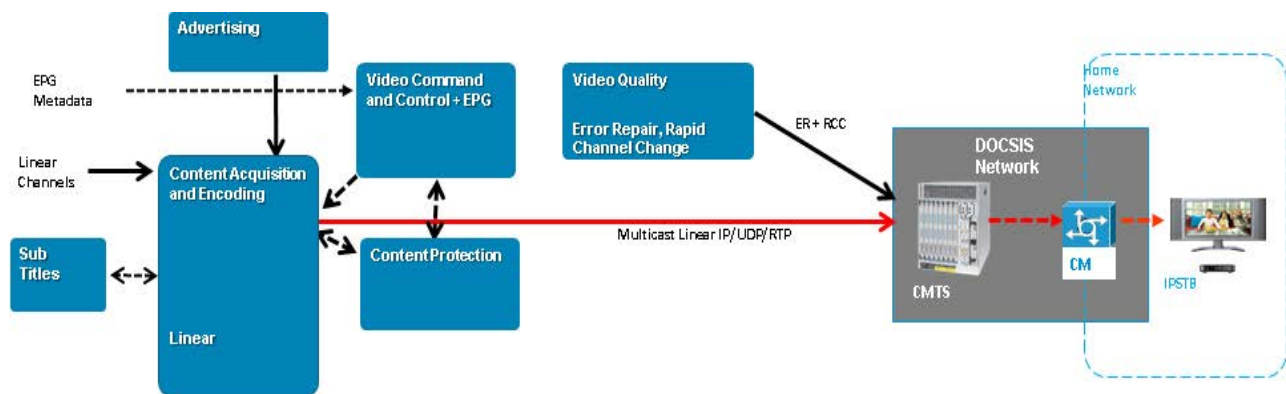 Advertising
EPG
Metadata
Video Command
and Control + EPG
Video Quality
Error Repair, Rapid
Channel Change
ER + RCC
Home
Network
DOCSIS
Network
Linear
Channels
Content Acquisition
and Encoding
Linear
Sub
Titles
Content Protection
Multicast Linear IP/UDP/RTP
CMTS
CM
IPSTB